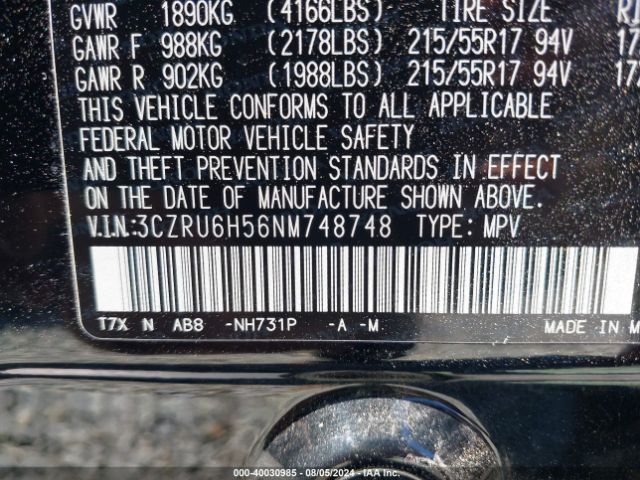 GVWR 1890KG (4166LBS) TIRE SIZE
GAWR F 988KG (2178LBS) 215/55R17 94V 17
GAWR R 902KG (1988LBS) 215/55R17 94V 17
THIS VEHICLE CONFORMS TO ALL APPLICABLE
FEDERAL MOTOR VEHICLE SAFETY
AND THEFT PREVENTION STANDARDS IN EFFECT
ON THE DATE OF MANUFACTURE SHOWN ABOVE.
V.I.N.:3CZRU6H56NM748748 TYPE: MPV
T7X N AB8 -NH731P -A -M. MADE IN M
000-40030985 - 08/05/2024 - IAA Inc.